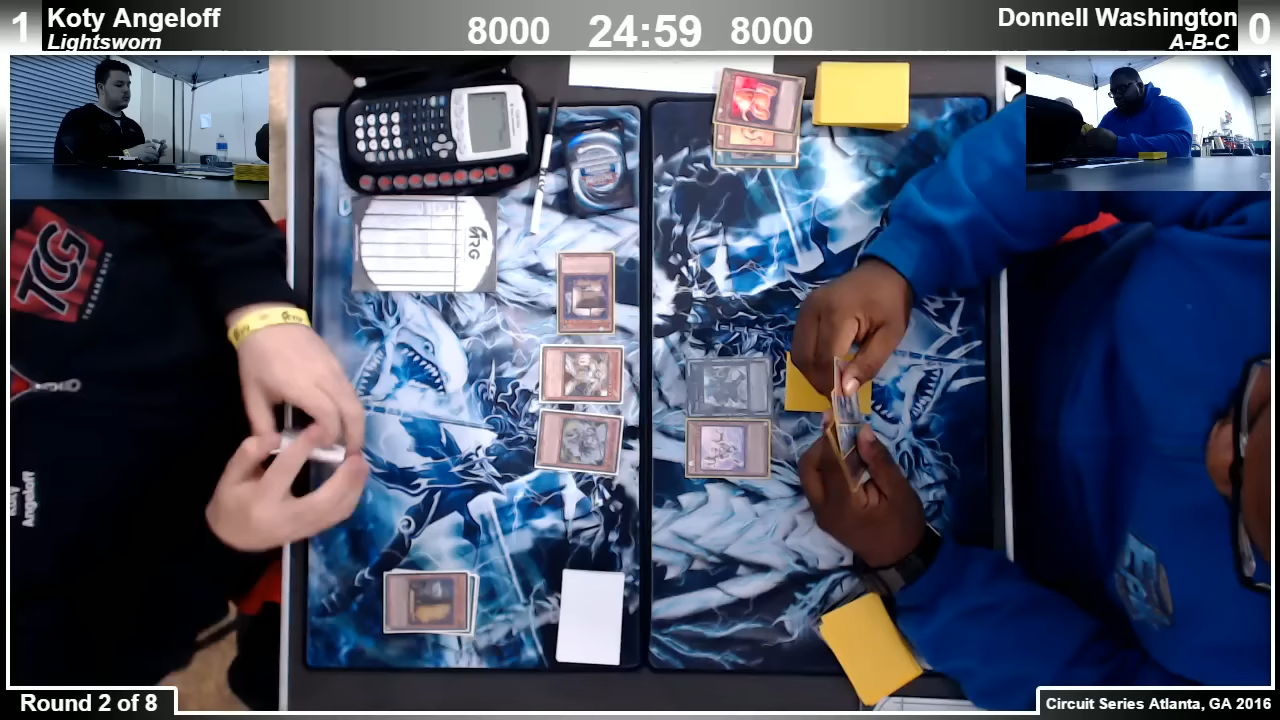 1
Koty Angeloff
Lightsworn
8000
24:59
8000
Donnell Washington
A-B-C
0
TCG
ARG
Koty
Angeloff
Round 2 of 8
Circuit Series Atlanta, GA 2016